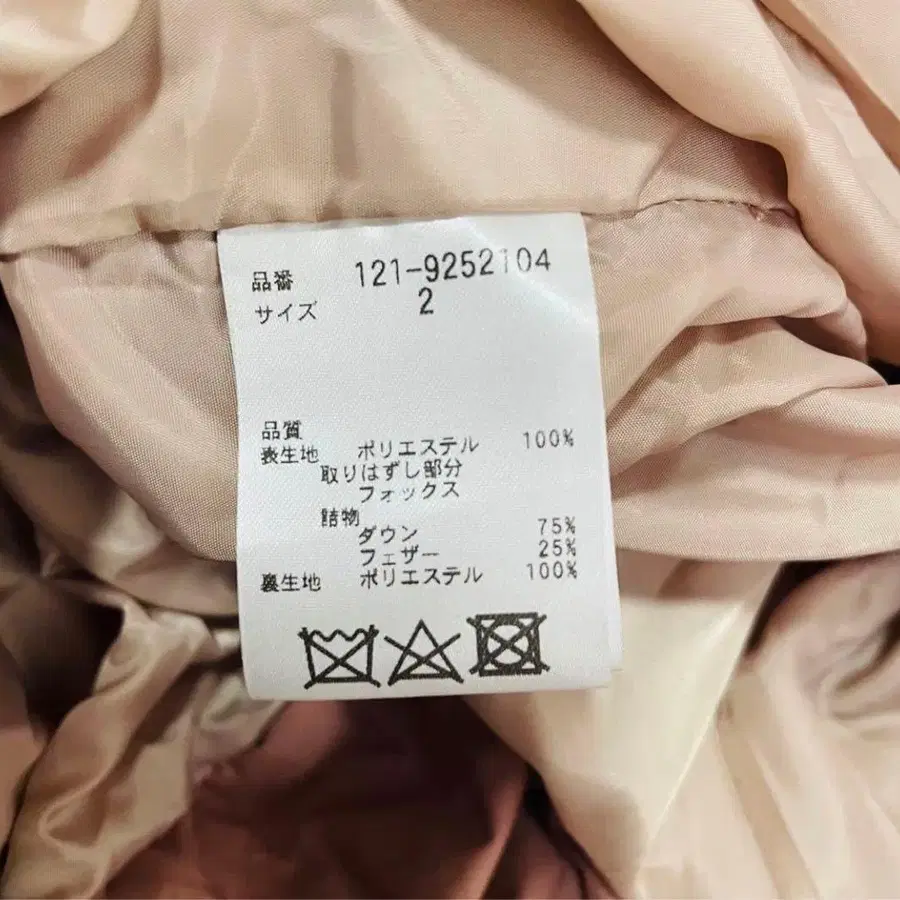 品番 121-9252104
サイズ 2
品質
表生地 ポリエステル 100%
取りはずし部分
フォックス
詰物
ダウン 75%
フェザー 25%
裏生地 ポリエステル 100%